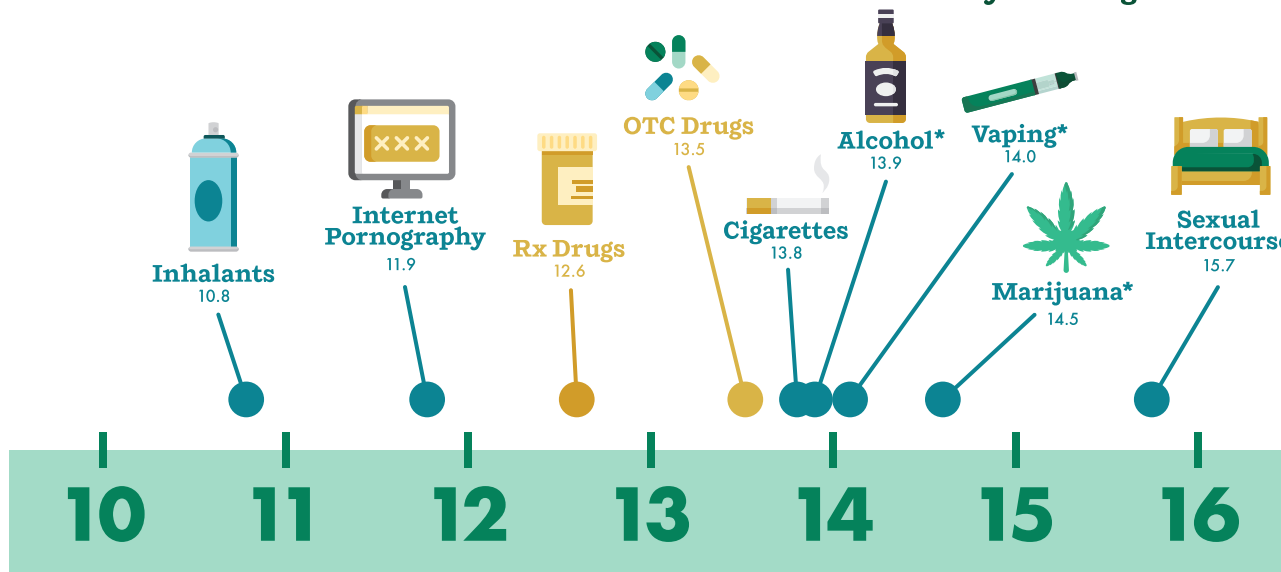 OTC Drugs
13.5
Alcohol*
13.9
Vaping*
14.0
XXX
Internet
Pornography
11.9
Rx Drugs
12.6
Cigarettes
13.8
Sexual
Intercourse
15.7
Inhalants
10.8
Marijuana*
14.5
10 11 12 13 14 15 16